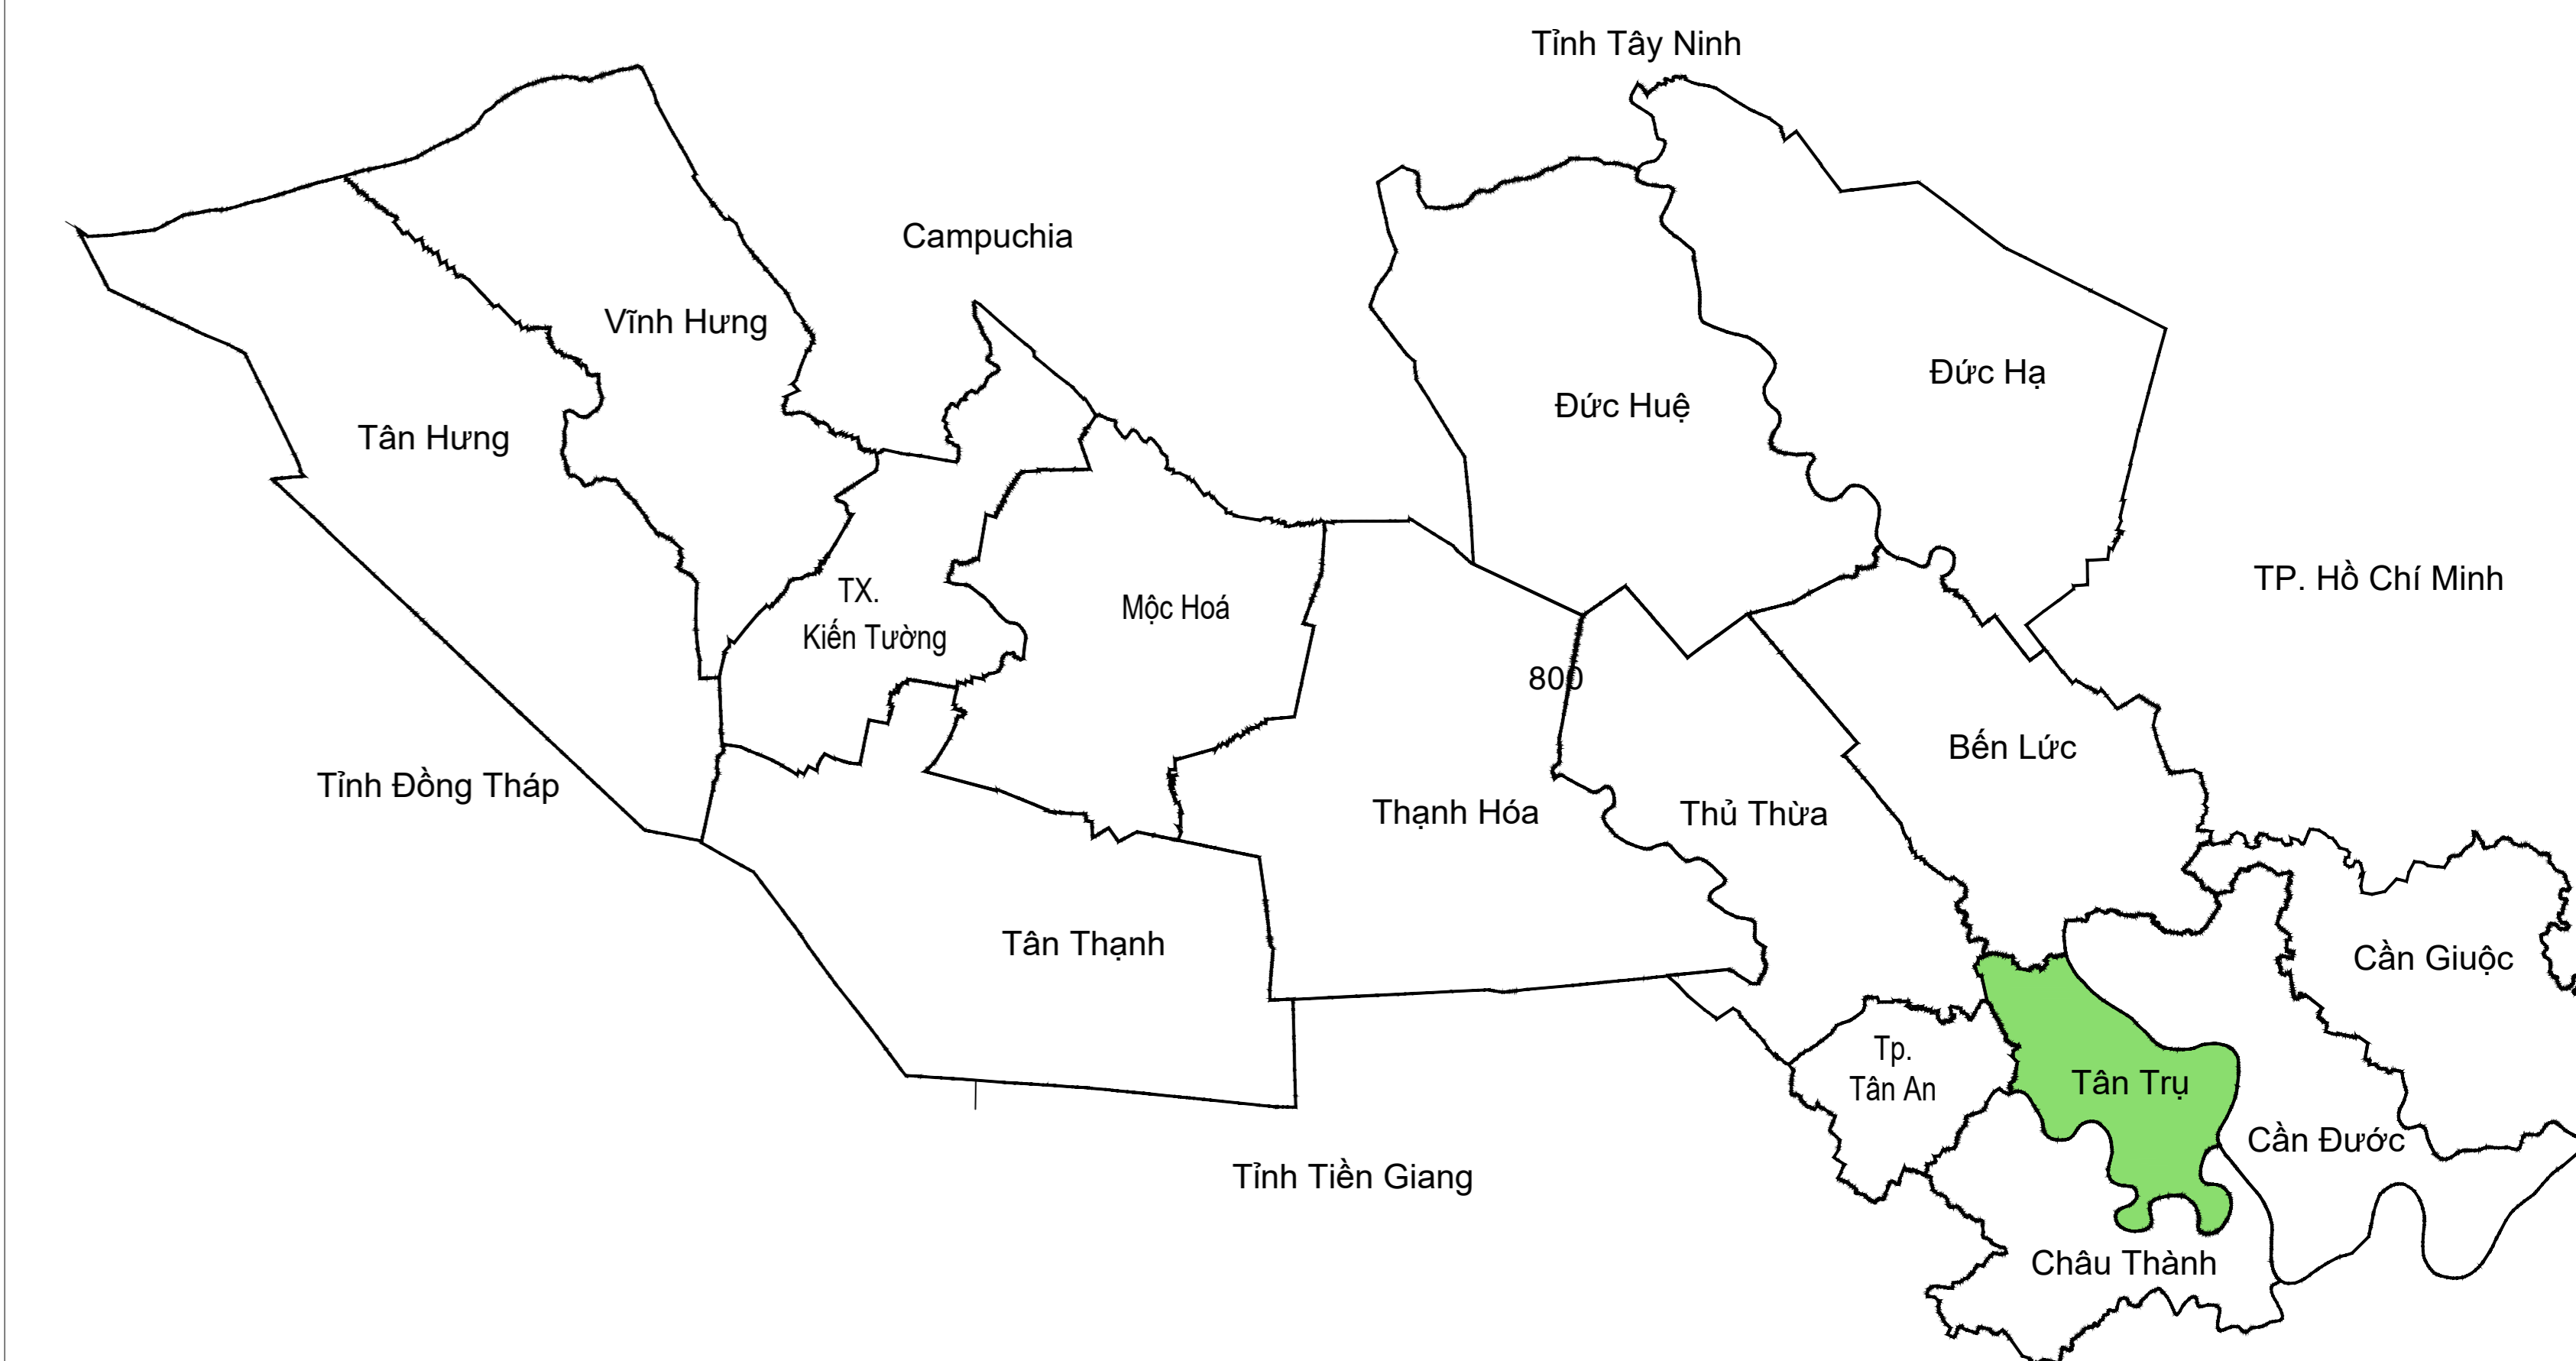 Tỉnh Tây Ninh
Campuchia
Vĩnh Hưng
Đức Hạ
Đức Huệ
Tân Hưng
TP. Hồ Chí Minh
TX.
Kiến Tường
Mộc Hoá
800
Bến Lức
Tỉnh Đồng Tháp
Thạnh Hóa
Thủ Thừa
Tân Thạnh
Cần Giuộc
Tp.
Tân An
Tân Trụ
Cần Đước
Tỉnh Tiền Giang
Châu Thành